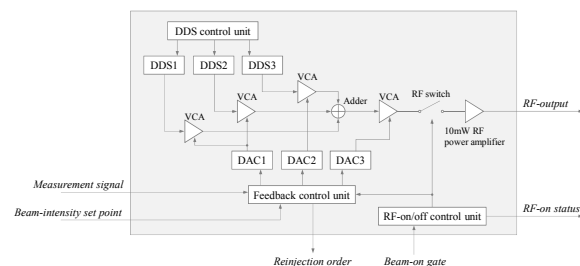 DDS control unit
DDS1
DDS2
DDS3
VCA
VCA
VCA
Adder
VCA
RF switch
RF-output
10mW RF
power amplifier
DAC1
DAC2
DAC3
Measurement signal
Feedback control unit
Beam-intensity set point
RF-on/off control unit
RF-on status
Reinjection order
Beam-on gate